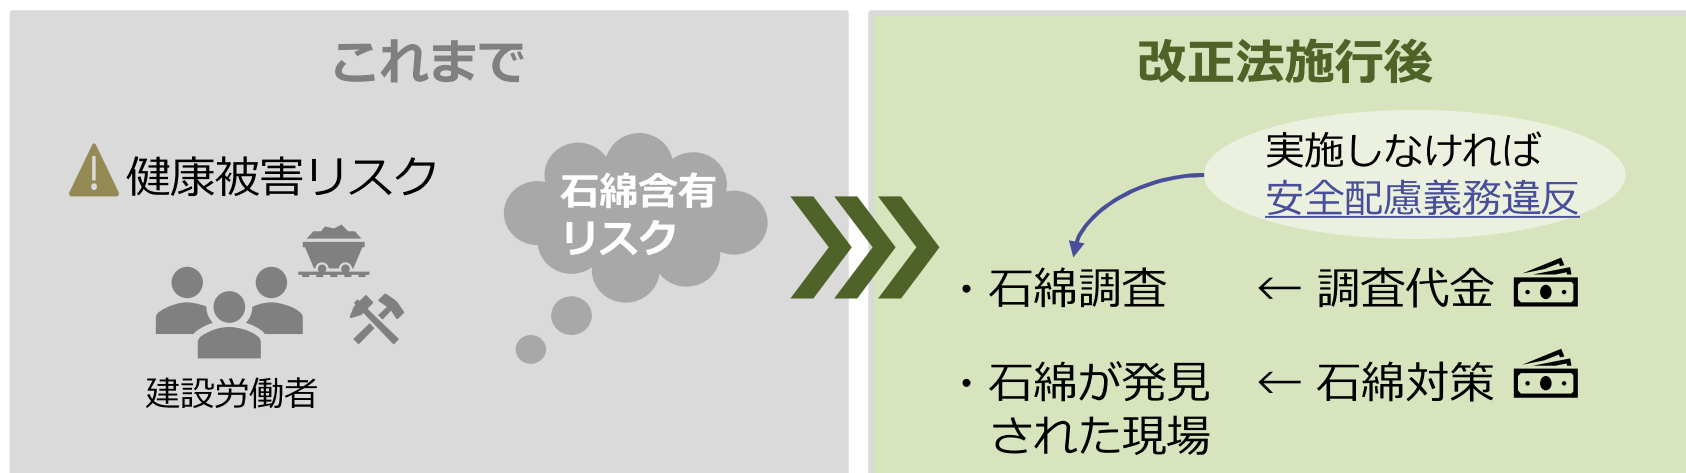 これまで
健康被害リスク
石綿含有
リスク
建設労働者
改正法施行後
実施しなければ
安全配慮義務違反
・石綿調査 ← 調査代金
・石綿が発見 ← 石綿対策
された現場